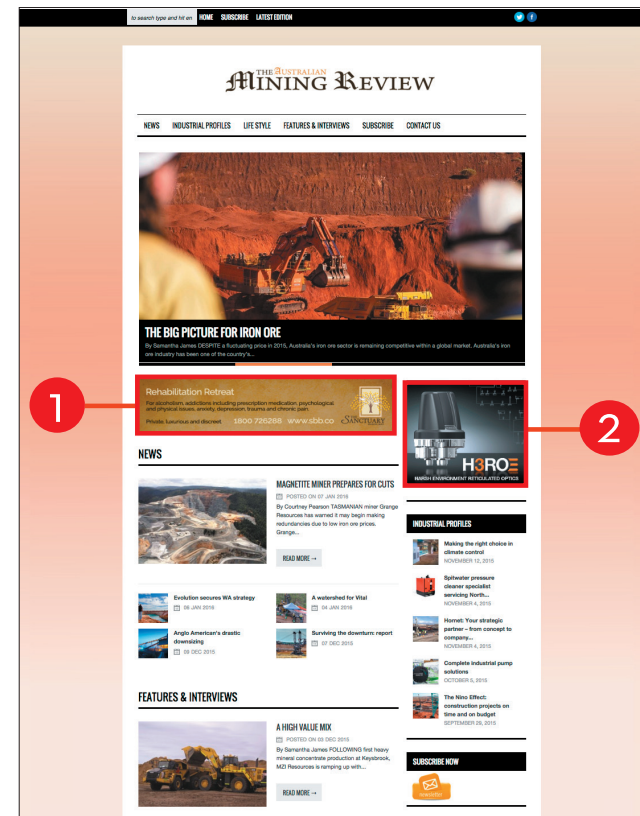 to search type and hit en HOME SUBSCRIBE LATEST EDITION
THE AUSTRALIAN
MINING REVIEW
NEWS INDUSTRIAL PROFILES LIFE STYLE FEATURES & INTERVIEWS SUBSCRIBE CONTACT US
THE BIG PICTURE FOR IRON ORE
By Samantha James DESPITE a fluctuating price in 2015, Australia's iron ore sector is remaining competitive within a global market. Australia's iron
ore industry has been one of the country's...
1
Rehabilitation Retreat
For alcoholism, addictions including prescription medication, psychological
and physical issues, anxiety, depression, trauma and chronic pain.
Private, luxurious and discreet 1800 726288 www.sbb.co
THE SANCTUARY
2
H3ROE
HARSH ENVIRONMENT RETICULATED OPTICS
NEWS
MAGNETITE MINER PREPARES FOR CUTS
POSTED ON 07 JAN 2016
By Courtney Pearson TASMANIAN miner Grange
Resources has warned it may begin making
redundancies due to low iron ore prices.
Grange...
READ MORE →
Evolution secures WA strategy
06 JAN 2016
A watershed for Vital
04 JAN 2016
Anglo American's drastic
downsizing
08 DEC 2015
Surviving the downturn: report
07 DEC 2015
FEATURES & INTERVIEWS
A HIGH VALUE MIX
POSTED ON 03 DEC 2015
By Samantha James FOLLOWING first heavy
mineral concentrate production at Keysbrook,
MZI Resources is ramping up with...
READ MORE →
INDUSTRIAL PROFILES
Making the right choice in
climate control
NOVEMBER 12, 2015
Spitwater pressure
cleaner specialist
servicing North...
NOVEMBER 4, 2015
Hornet: Your strategic
partner – from concept to
company...
NOVEMBER 4, 2015
Complete industrial pump
solutions
OCTOBER 5, 2015
The Nino Effect:
construction projects on
time and on budget
SEPTEMBER 29, 2015
SUBSCRIBE NOW
newsletter